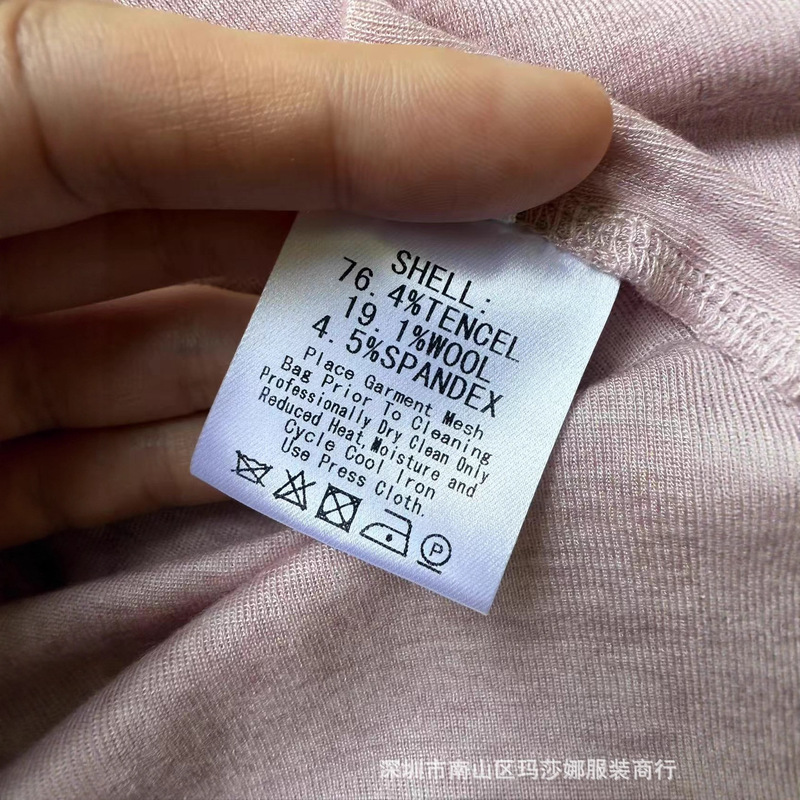 SHELL:
76.4%TENCEL
19.1%WOOL
4.5%SPANDEX
Place Garment Mesh
Bag Prior To Cleaning
Professionally Dry Clean Only
Reduced Heat,Moisture and
Cycle Cool Iron
Use Press Cloth.
P
深圳市南山区玛莎娜服装商行